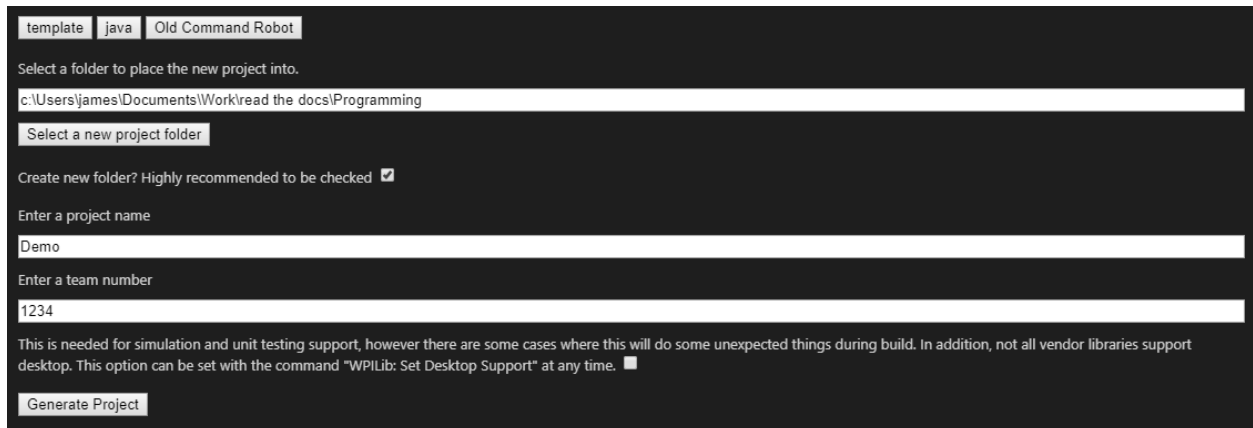 template java Old Command Robot
Select a folder to place the new project into.
c:\Users\james\Documents\Work\read the docs\Programming
Select a new project folder
Create new folder? Highly recommended to be checked
Enter a project name
Demo
Enter a team number
1234
This is needed for simulation and unit testing support, however there are some cases where this will do some unexpected things during build. In addition, not all vendor libraries support
desktop. This option can be set with the command "WPILib: Set Desktop Support" at any time.
Generate Project